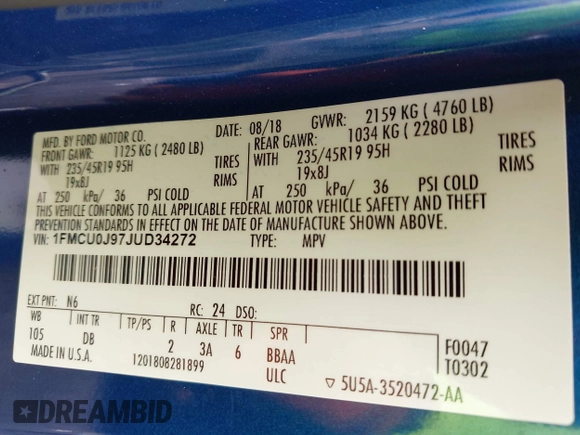 MFD. BY FORD MOTOR CO.
DATE: 08/18 GVWR: 2159 KG ( 4760 LB)
FRONT GAWR: 1125 KG ( 2480 LB) REAR GAWR: 1034 KG ( 2280 LB)
WITH 235/45R19 95H TIRES WITH 235/45R19 95H TIRES
19x8J RIMS 19x8J RIMS
AT 250 kPa/ 36 PSI COLD AT 250 kPa/ 36 PSI COLD
THIS VEHICLE CONFORMS TO ALL APPLICABLE FEDERAL MOTOR VEHICLE SAFETY AND THEFT
PREVENTION STANDARDS IN EFFECT ON THE DATE OF MANUFACTURE SHOWN ABOVE.
VIN: 1FMCU0J97JUD34272 TYPE: MPV
EXT PNT: N6 RC: 24 DSO:
WB INT TR TP/PS R AXLE TR SPR
105 DB 2 3A 6 BBAA F0047
MADE IN U.S.A. 1201808281899 ULC T0302
▽ 5U5A-3520472-AA
DREAMBID